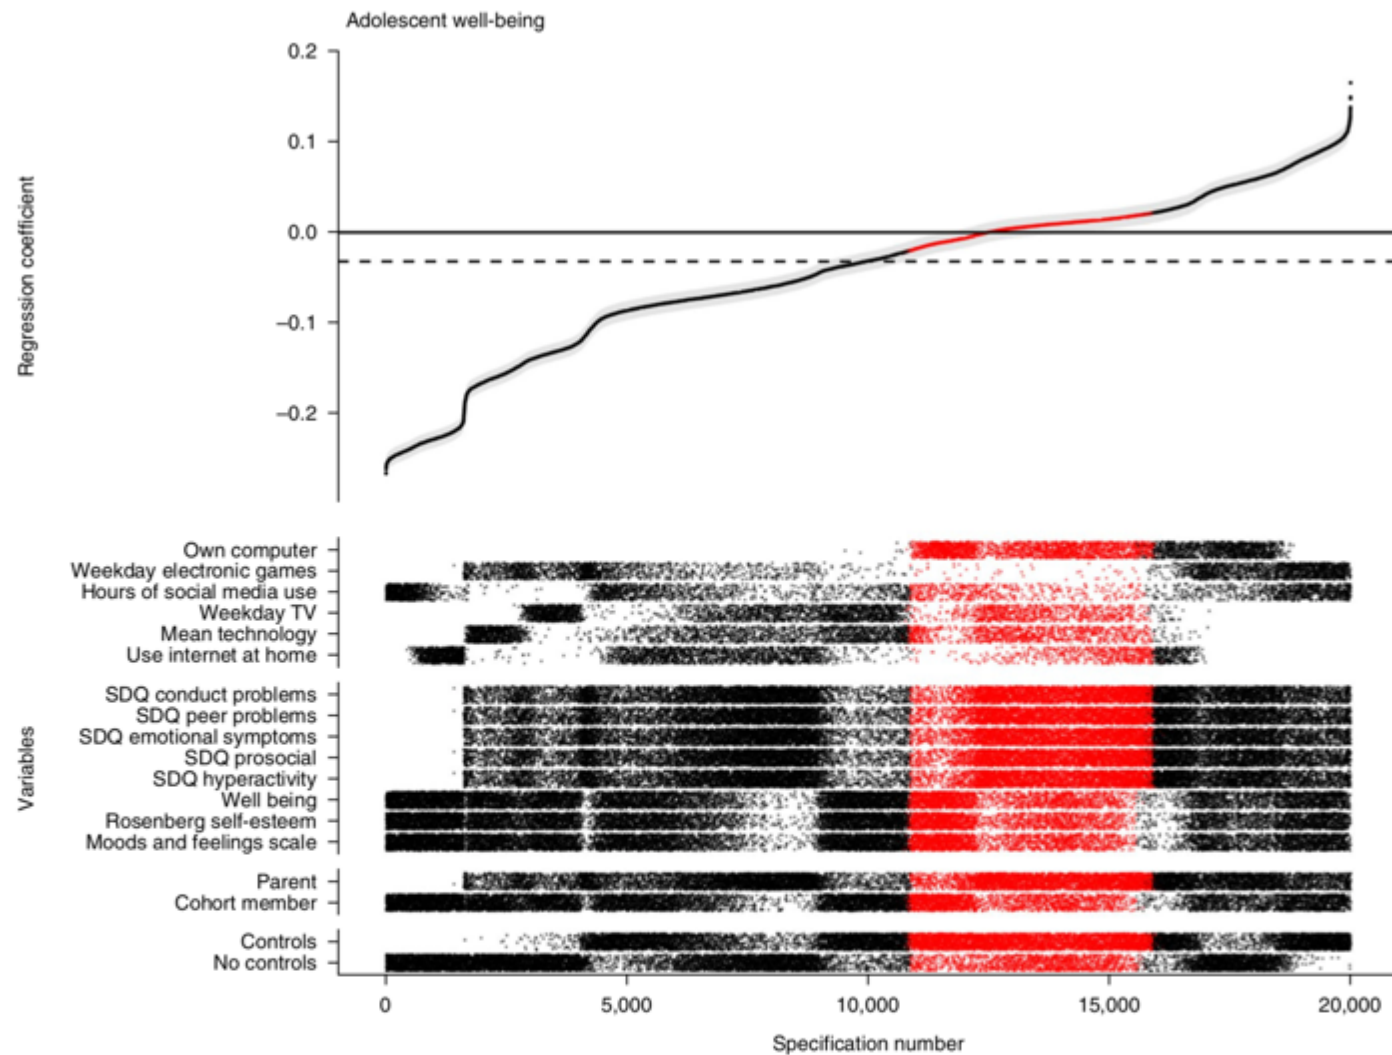 Adolescent well-being
Regression coefficient
0.2
0.1
0.0
−0.1
−0.2
Variables
Own computer
Weekday electronic games
Hours of social media use
Weekday TV
Mean technology
Use internet at home
SDQ conduct problems
SDQ peer problems
SDQ emotional symptoms
SDQ prosocial
SDQ hyperactivity
Well being
Rosenberg self-esteem
Moods and feelings scale
Parent
Cohort member
Controls
No controls
0 5,000 10,000 15,000 20,000
Specification number